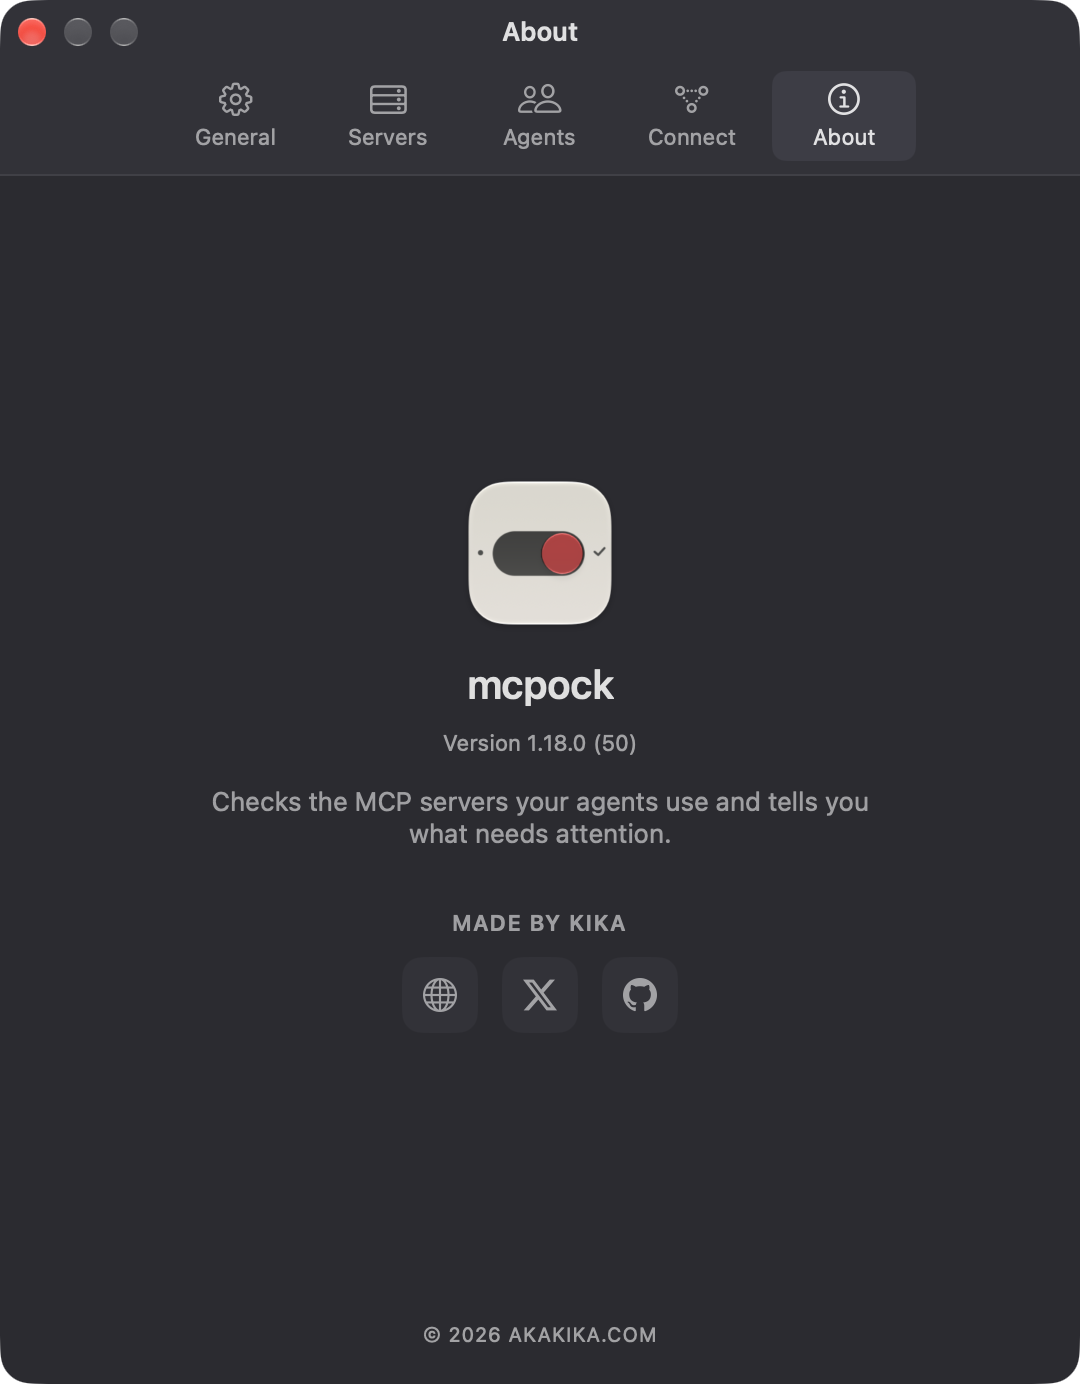 About
General
Servers
Agents
Connect
About
mcpock
Version 1.18.0 (50)
Checks the MCP servers your agents use and tells you
what needs attention.
MADE BY KIKA
© 2026 AKAKIKA.COM